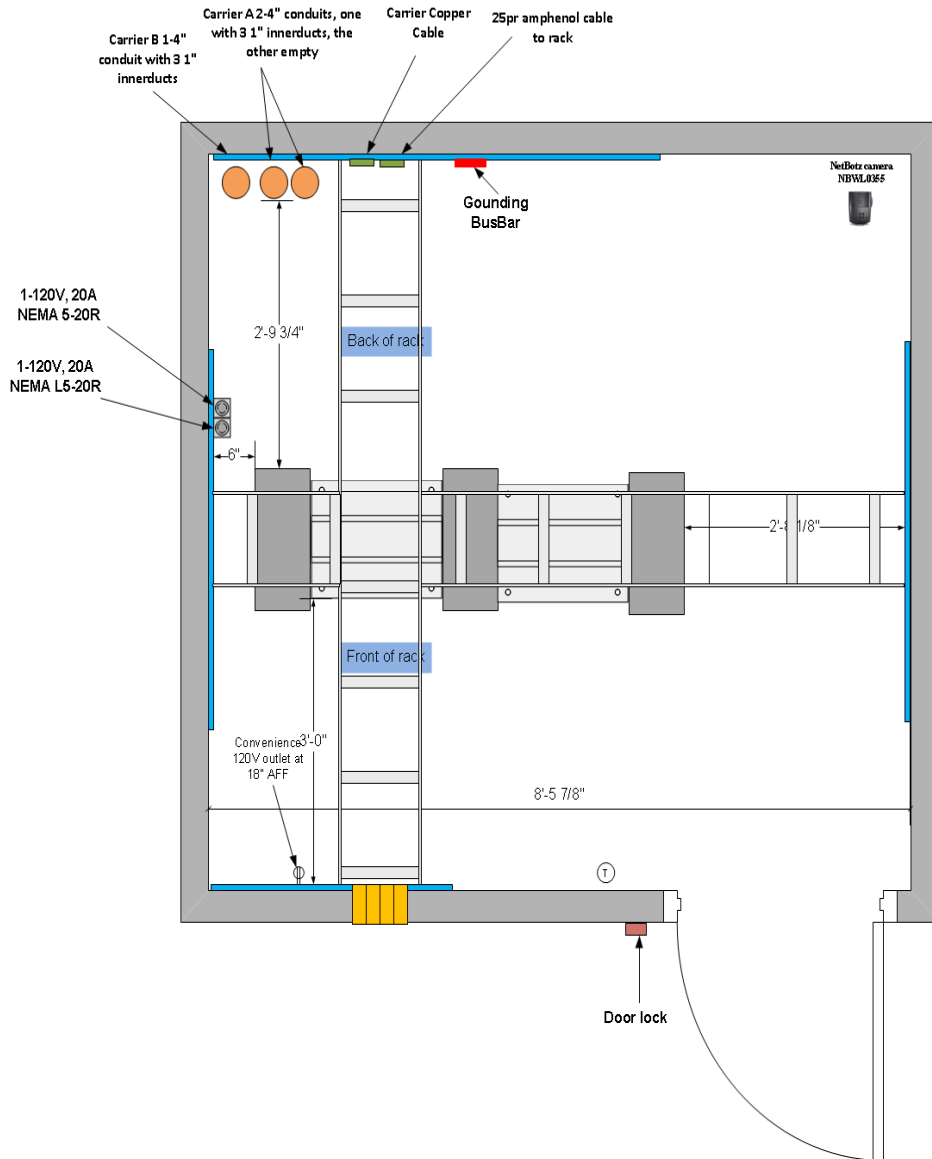 Carrier B 1-4"
conduit with 3 1"
innerducts
Carrier A 2-4" conduits, one
with 3 1" innerducts, the
other empty
Carrier Copper
Cable
25pr amphenol cable
to rack
NetBotz camera
NBWL0355
Gounding
BusBar
1-120V, 20A
NEMA 5-20R
1-120V, 20A
NEMA L5-20R
2'-9 3/4"
Back of rack
6"
2'-8 1/8"
Front of rack
Convenience
120V outlet at
18" AFF
3'-0"
8'-5 7/8"
T
Door lock